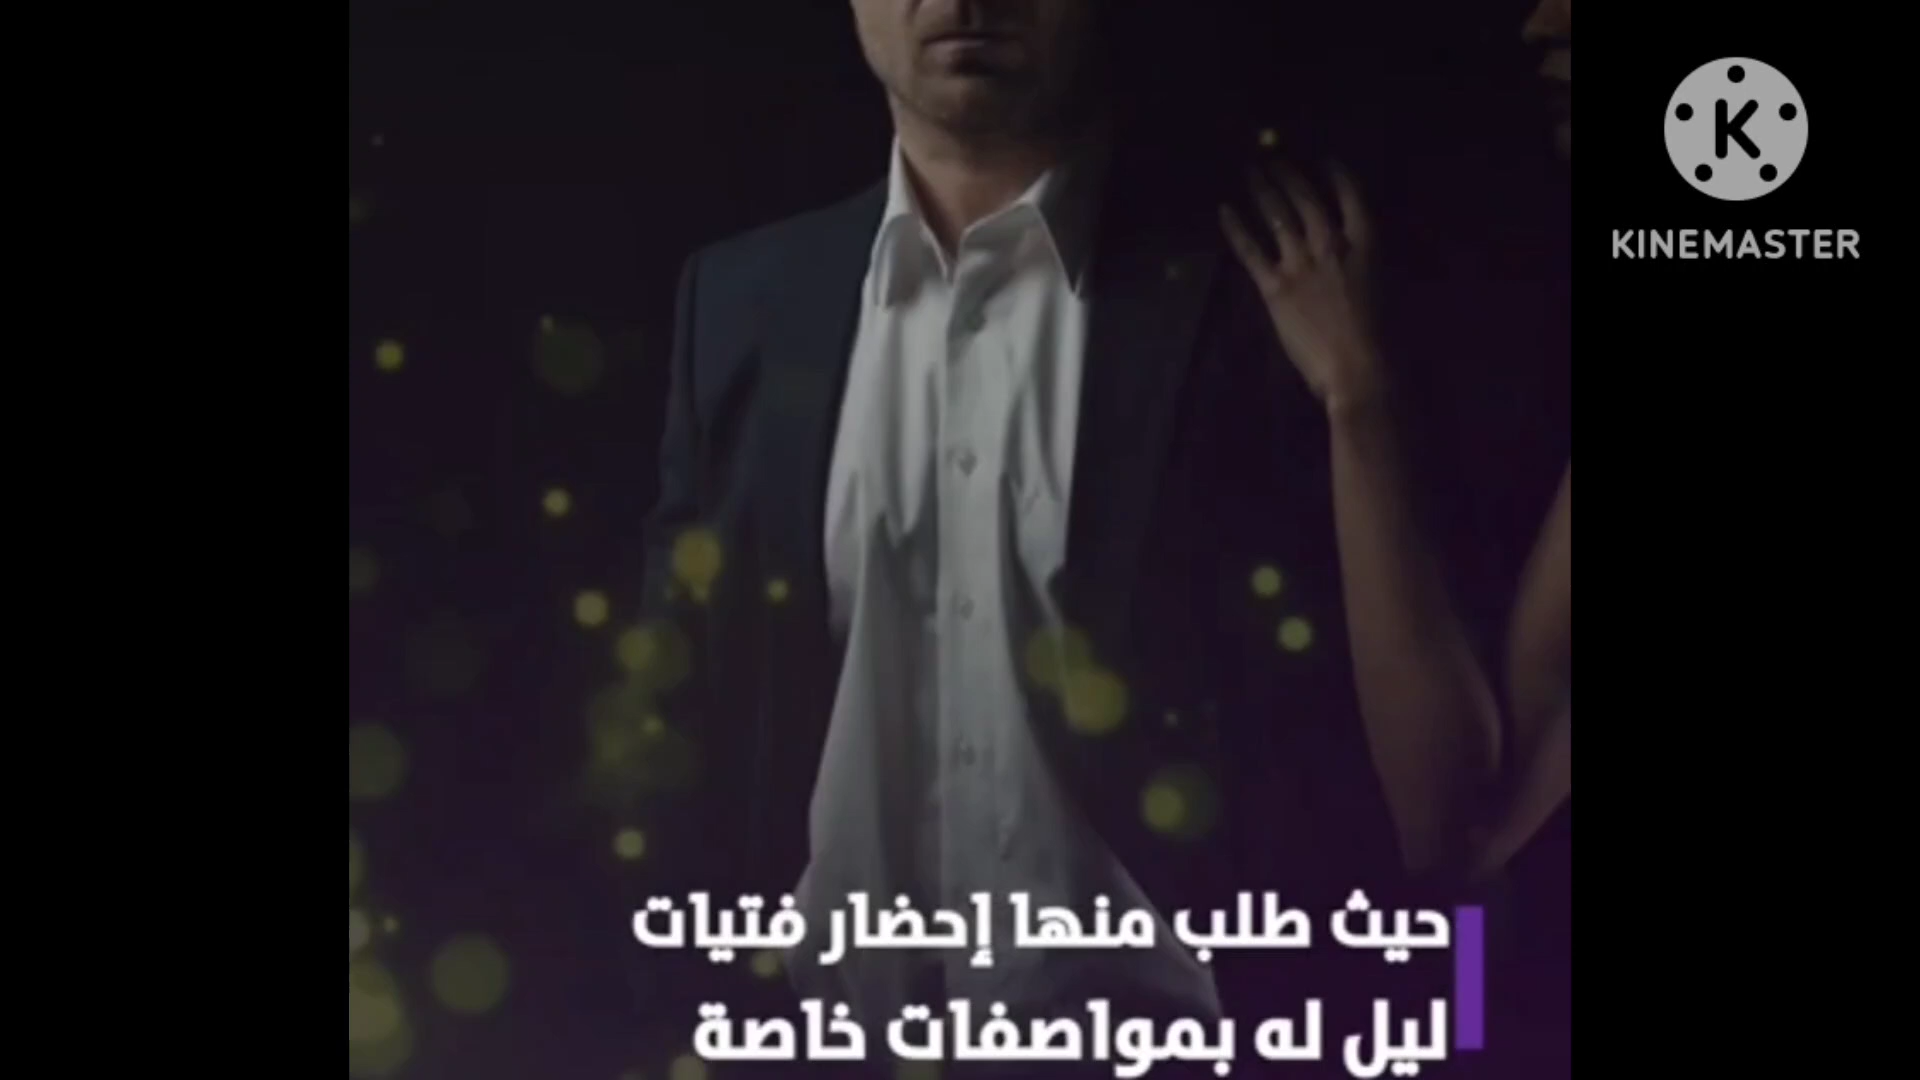 KINEMASTER
حيث طلب منها إحضار فتيات
ليل له بمواصفات خاصة